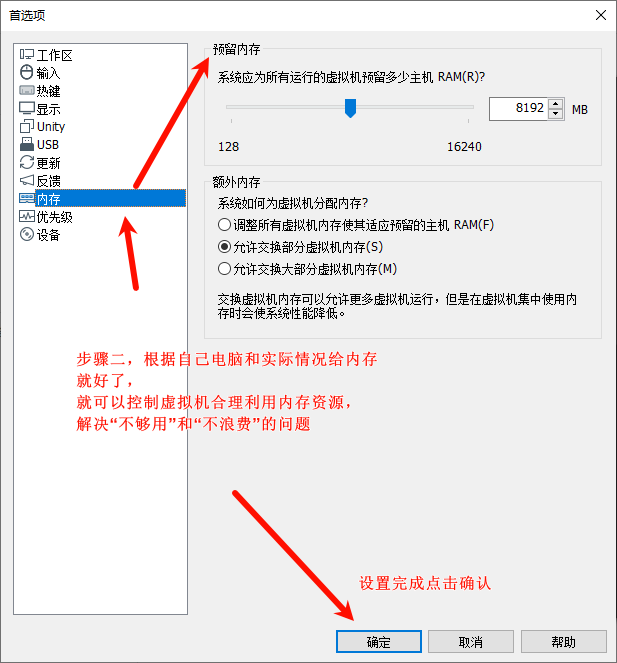 首选项
工作区
输入
热键
显示
Unity
USB
更新
反馈
内存
优先级
设备
预留内存
系统应为所有运行的虚拟机预留多少主机 RAM(R)?
8192 MB
128 16240
额外内存
系统如何为虚拟机分配内存?
调整所有虚拟机内存使其适应预留的主机 RAM(F)
允许交换部分虚拟机内存(S)
允许交换大部分虚拟机内存(M)
交换虚拟机内存可以允许更多虚拟机运行，但是在虚拟机集中使用内
存时会使系统性能降低。
步骤二，根据自己电脑和实际情况给内存
就好了，
就可以控制虚拟机合理利用内存资源，
解决“不够用”和“不浪费”的问题
设置完成点击确认
确定 取消 帮助